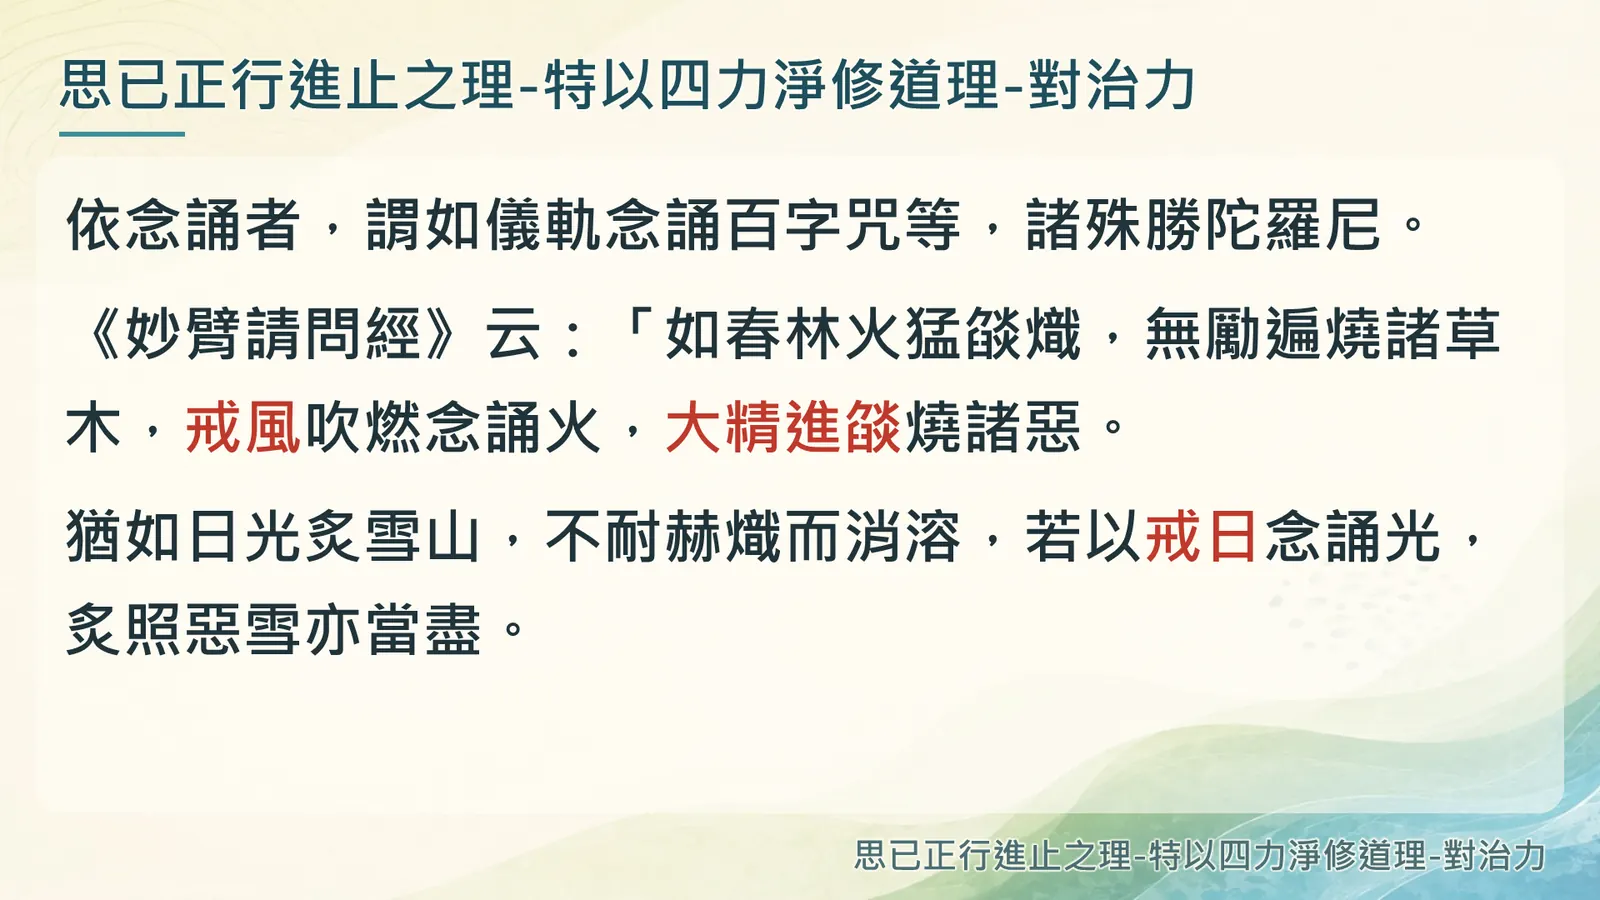 思已正行進止之理-特以四力淨修道理-對治力
依念誦者，謂如儀軌念誦百字咒等，諸殊勝陀羅尼。
《妙臂請問經》云：「如春林火猛燄熾，無勵遍燒諸草
木，戒風吹燃念誦火，大精進燄燒諸惡。
猶如日光炙雪山，不耐赫熾而消溶，若以戒日念誦光，
炙照惡雪亦當盡。
思已正行進止之理-特以四力淨修道理-對治力